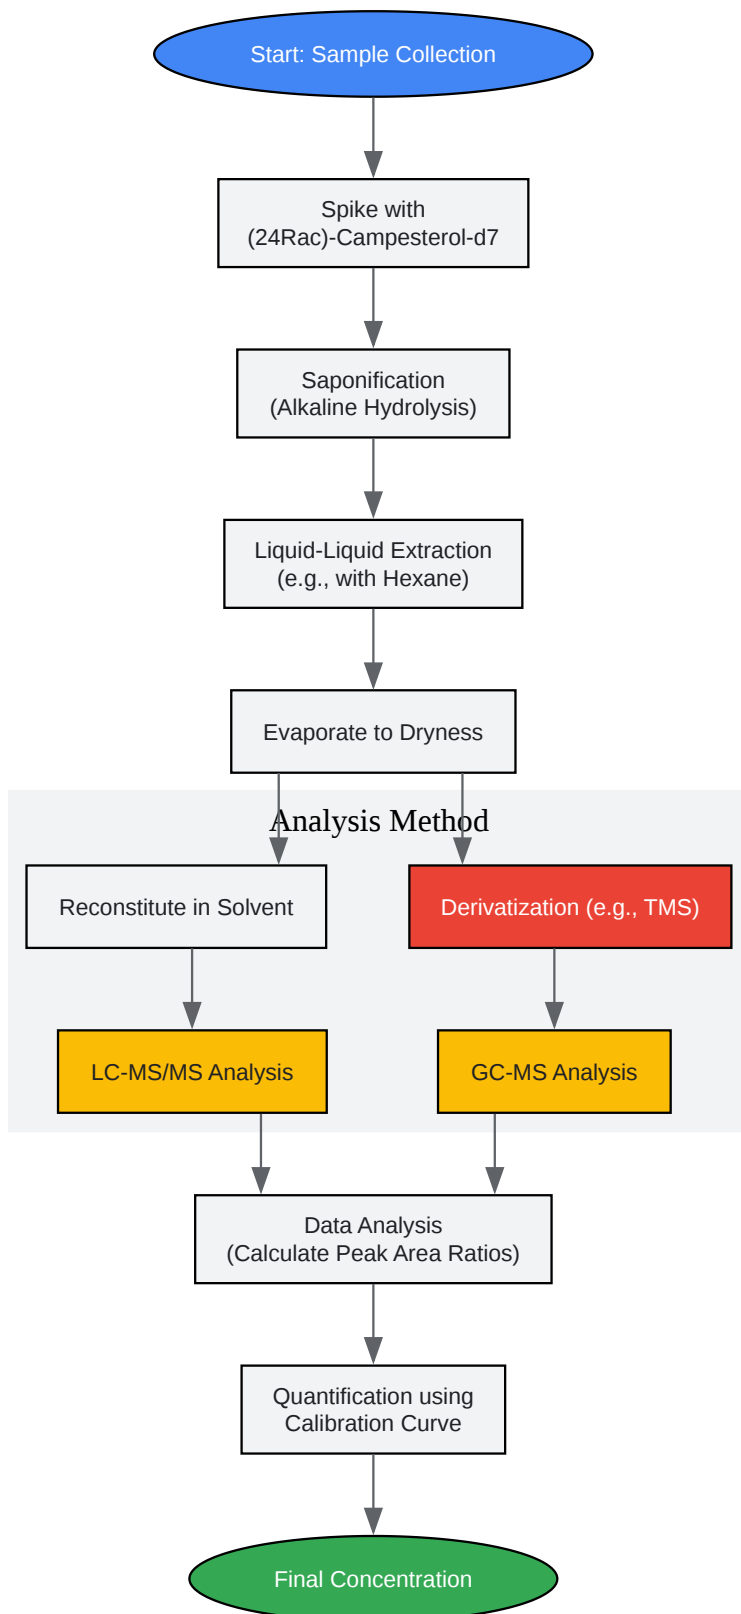 Start: Sample Collection
Spike with
(24Rac)-Campesterol-d7
Saponification
(Alkaline Hydrolysis)
Liquid-Liquid Extraction
(e.g., with Hexane)
Evaporate to Dryness
Analysis Method
Reconstitute in Solvent
Derivatization (e.g., TMS)
LC-MS/MS Analysis
GC-MS Analysis
Data Analysis
(Calculate Peak Area Ratios)
Quantification using
Calibration Curve
Final Concentration